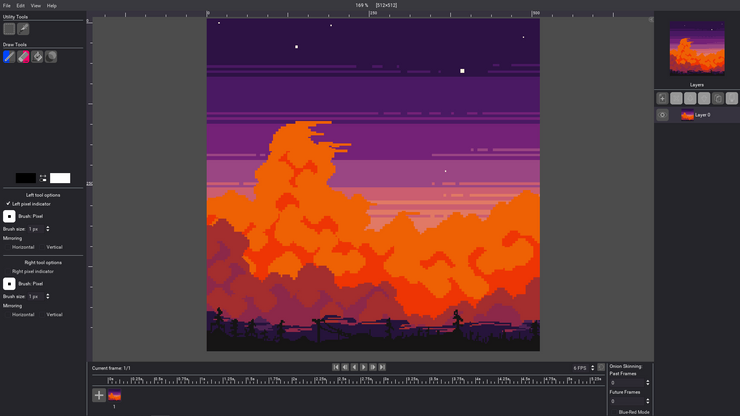 File Edit View Help
169 % [512×512]
Utility Tools
Draw Tools
Left tool options
Left pixel indicator
Brush: Pixel
Brush size: 1 px
Mirroring
Horizontal Vertical
Right tool options
Right pixel indicator
Brush: Pixel
Brush size: 1 px
Mirroring
Horizontal Vertical
Layers
Layer 0
Current frame: 1/1
6 FPS
1
Onion Skinning
Past Frames
0
Future Frames
0
Blue-Red Mode